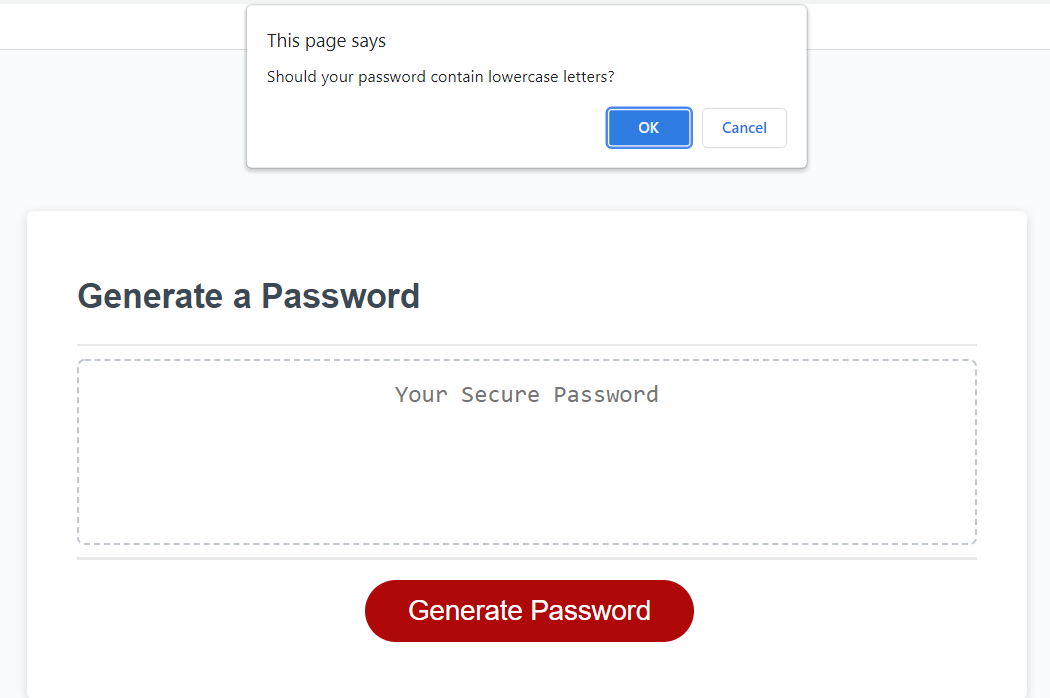 This page says
Should your password contain lowercase letters?
OK
Cancel
Generate a Password
Your Secure Password
Generate Password